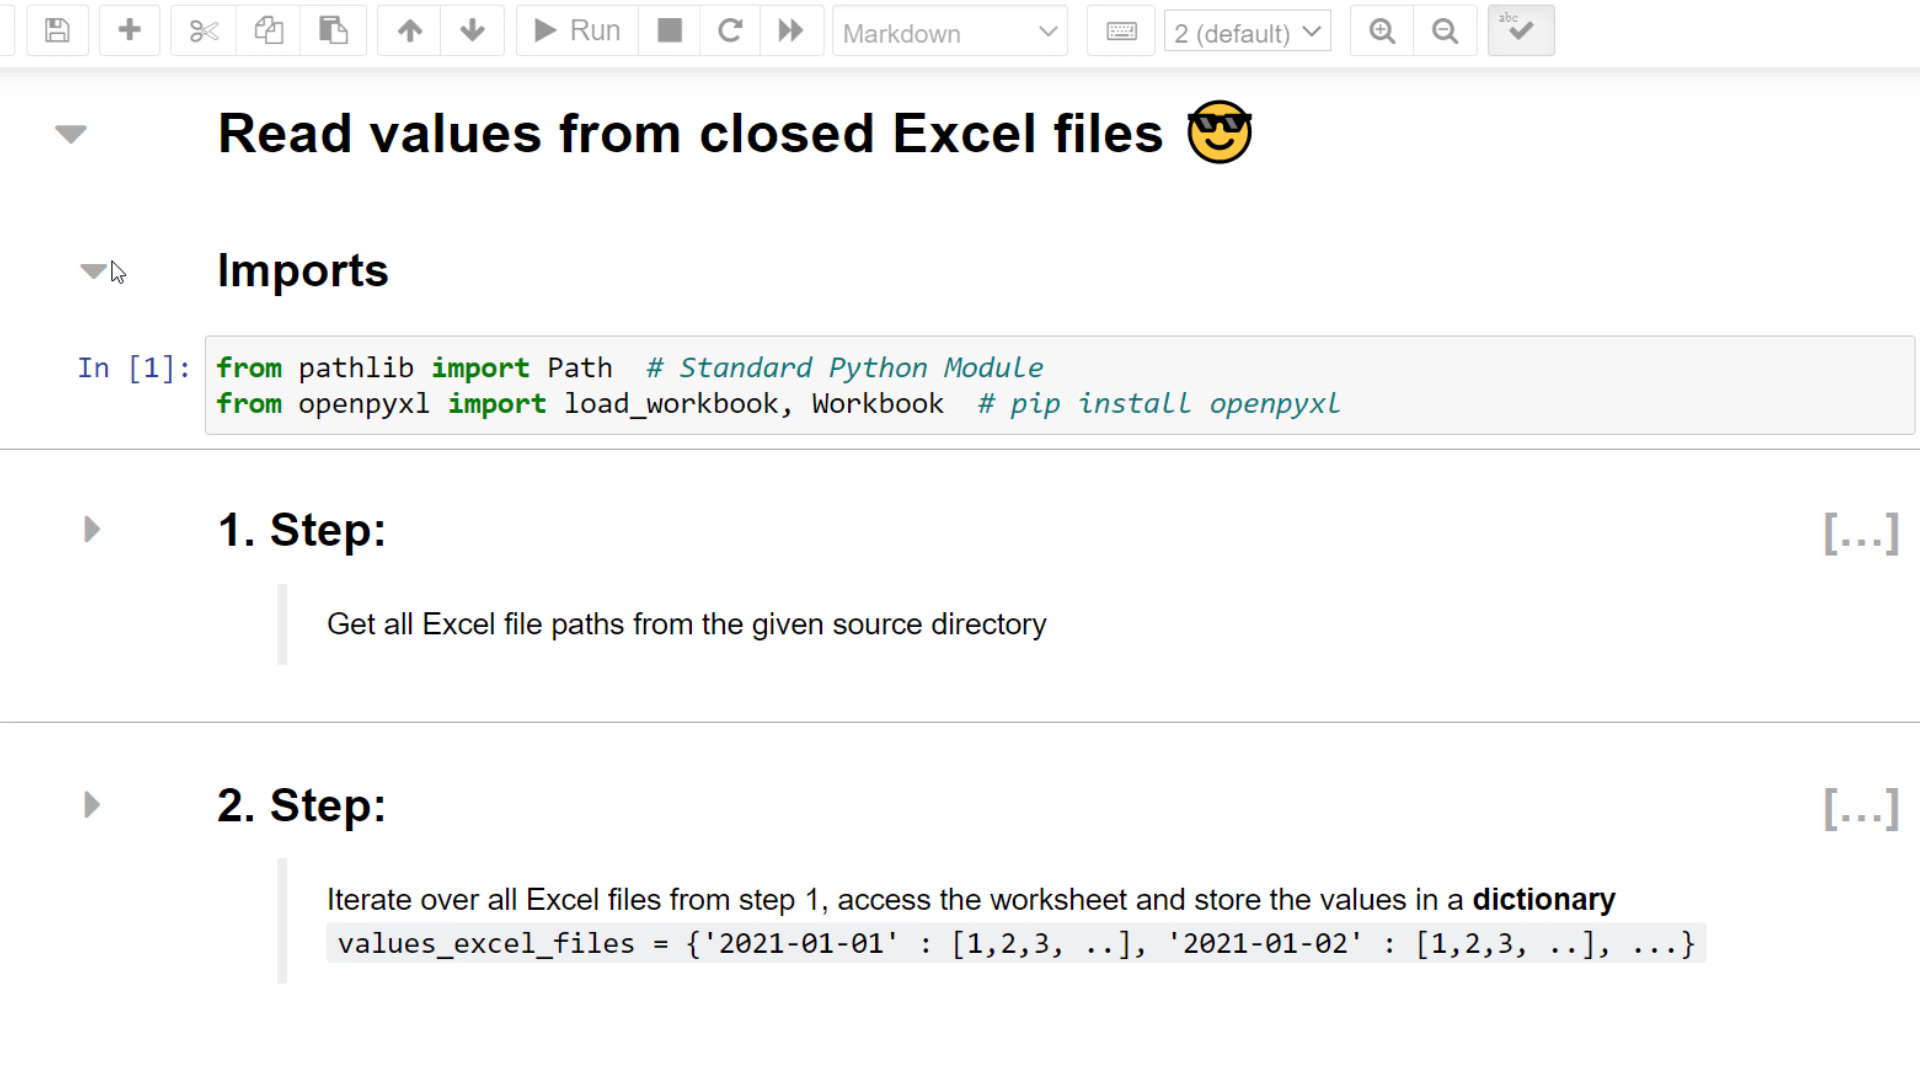 Run Markdown 2 (default) abc
Read values from closed Excel files 😎
Imports
In [1]: from pathlib import Path  # Standard Python Module
from openpyxl import load_workbook, Workbook  # pip install openpyxl
1. Step: [...]
Get all Excel file paths from the given source directory
2. Step: [...]
Iterate over all Excel files from step 1, access the worksheet and store the values in a dictionary
values_excel_files = {'2021-01-01' : [1,2,3, ..], '2021-01-02' : [1,2,3, ..], ...}